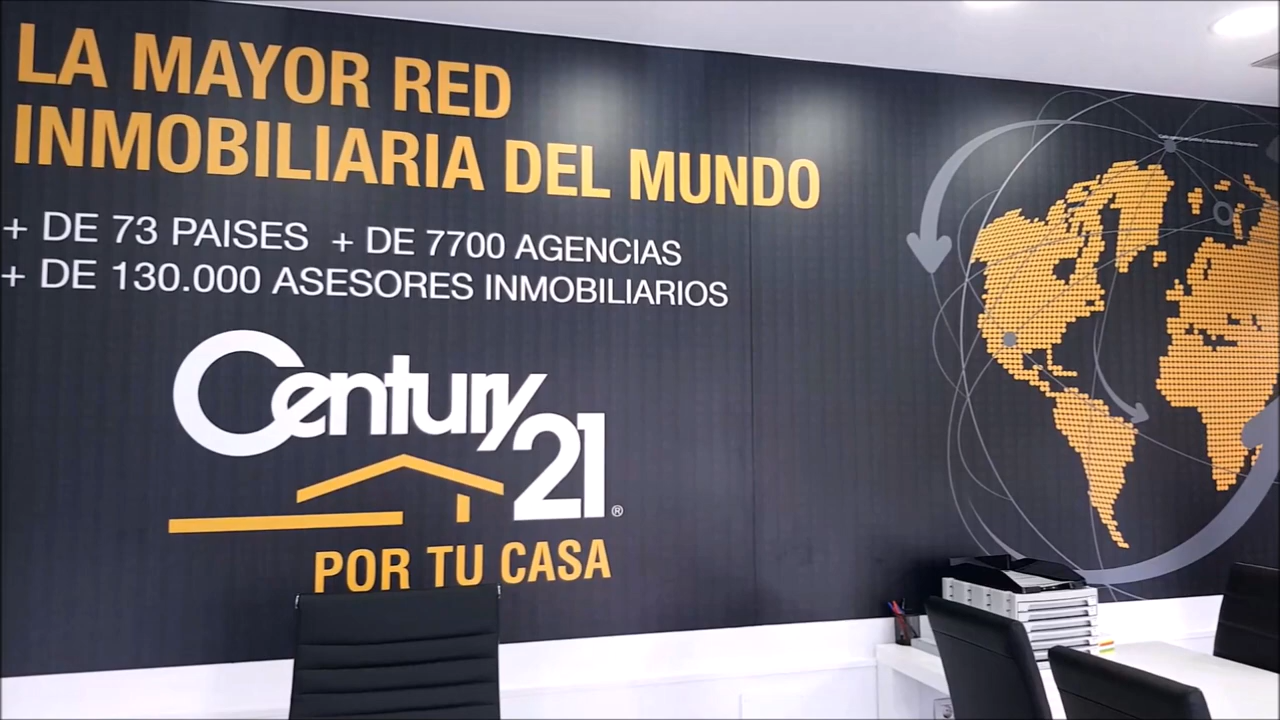 LA MAYOR RED
INMOBILIARIA DEL MUNDO
+ DE 73 PAISES + DE 7700 AGENCIAS
+ DE 130.000 ASESORES INMOBILIARIOS
Century
21®
POR TU CASA